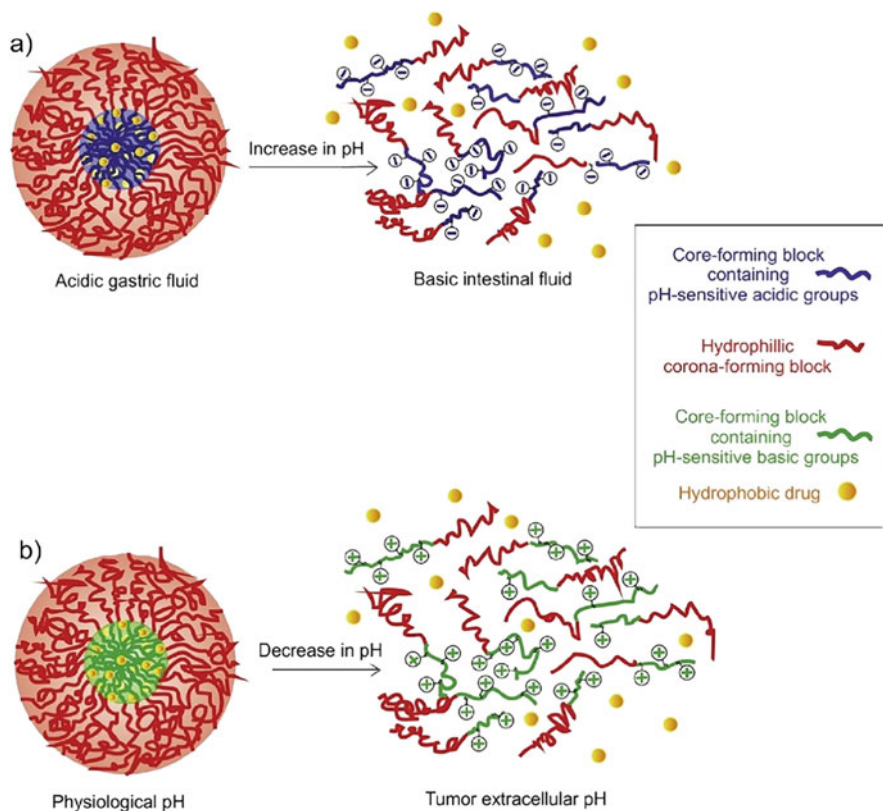 a)
Increase in pH
Acidic gastric fluid
Basic intestinal fluid
Core-forming block
containing
pH-sensitive acidic groups
Hydrophillic
corona-forming block
Core-forming block
containing
pH-sensitive basic groups
Hydrophobic drug
b)
Decrease in pH
Physiological pH
Tumor extracellular pH